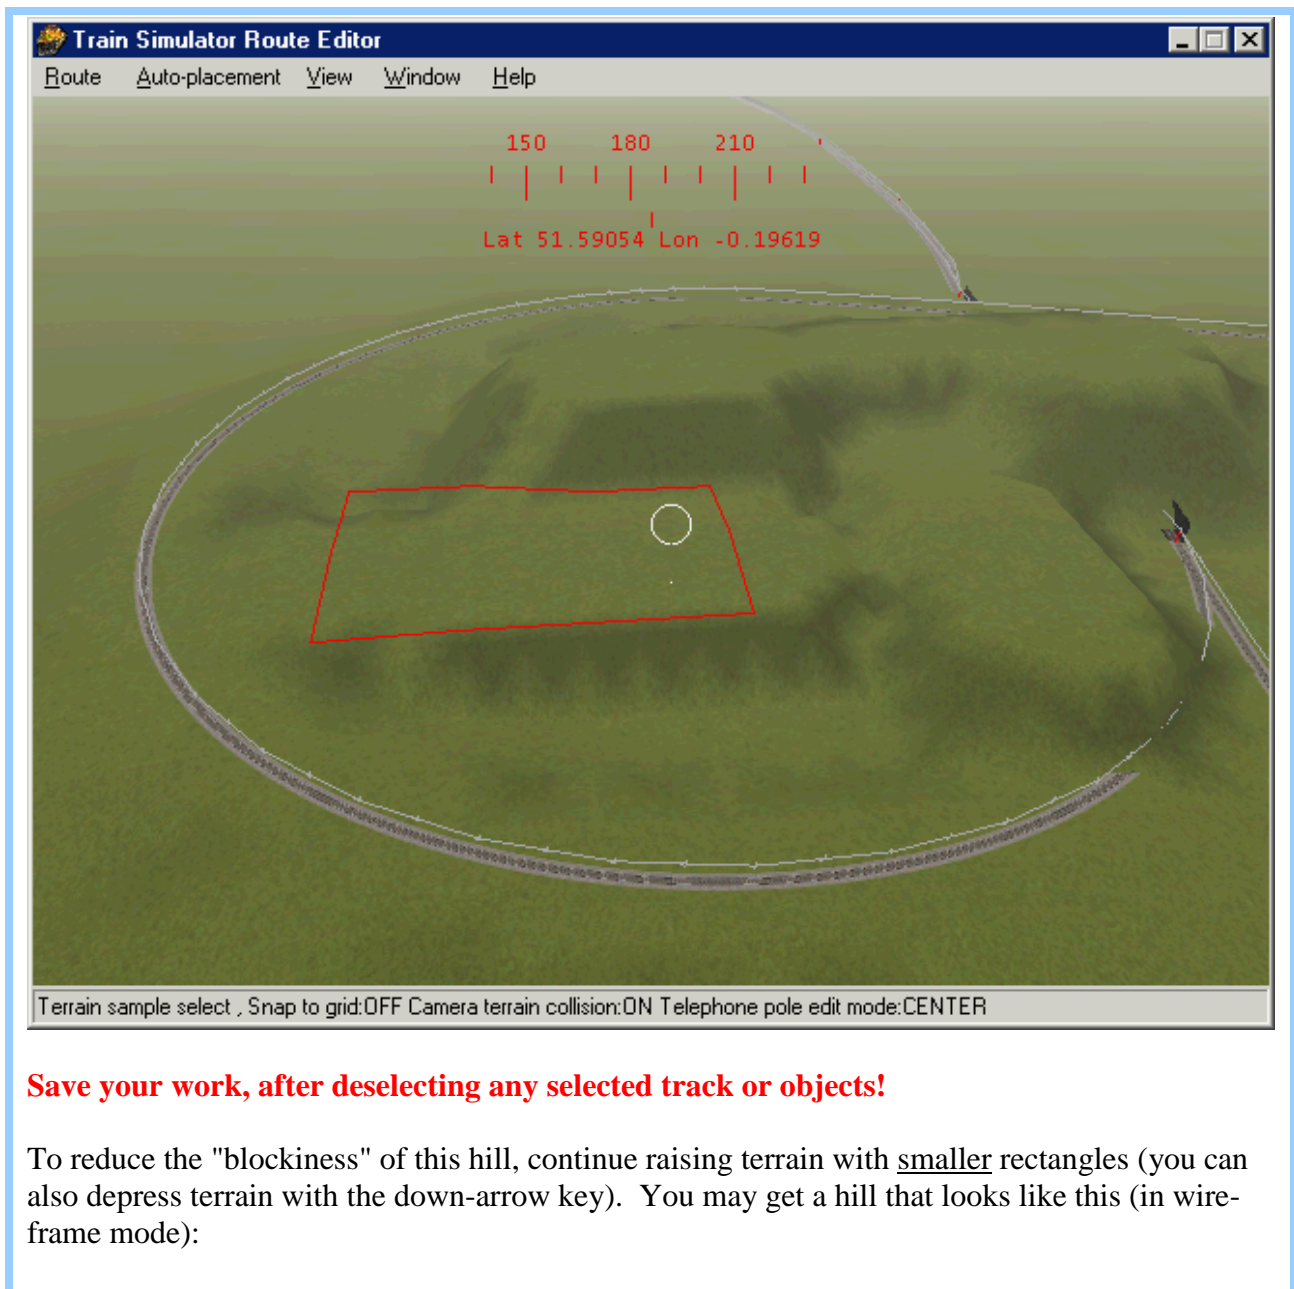 Train Simulator Route Editor
Route Auto-placement View Window Help
150 180 210
Lat 51.59054 Lon -0.19619
Terrain sample select , Snap to grid:OFF Camera terrain collision:ON Telephone pole edit mode:CENTER
Save your work, after deselecting any selected track or objects!
To reduce the "blockiness" of this hill, continue raising terrain with smaller rectangles (you can
also depress terrain with the down-arrow key).  You may get a hill that looks like this (in wire-
frame mode):